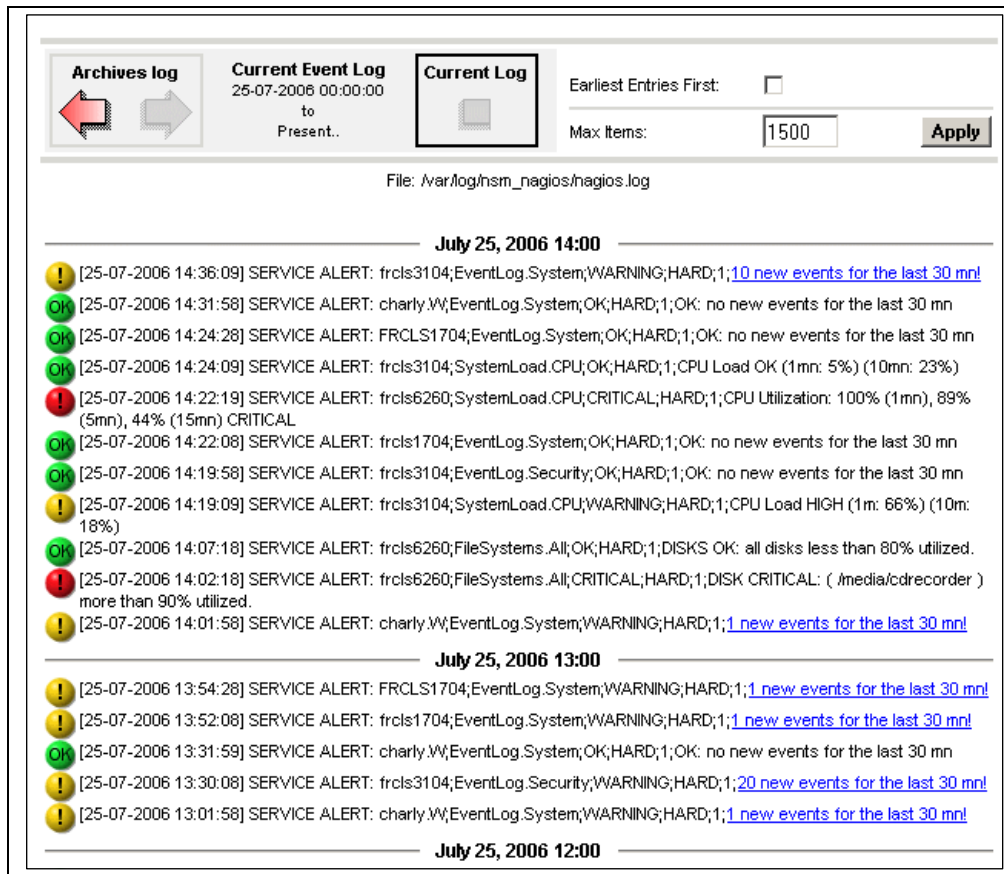 Archives log
Current Event Log
25-07-2006 00:00:00
to
Present..
Current Log
Earliest Entries First:
Max Items:
1500
Apply
File: /var/log/nsm_nagios/nagios.log
July 25, 2006 14:00
! [25-07-2006 14:36:09] SERVICE ALERT: frcls3104;EventLog.System;WARNING;HARD;1;10 new events for the last 30 mn!
OK [25-07-2006 14:31:58] SERVICE ALERT: charly.W;EventLog.System;OK;HARD;1;OK: no new events for the last 30 mn
OK [25-07-2006 14:24:28] SERVICE ALERT: FRCLS1704;EventLog.System;OK;HARD;1;OK: no new events for the last 30 mn
OK [25-07-2006 14:24:09] SERVICE ALERT: frcls3104;SystemLoad.CPU;OK;HARD;1;CPU Load OK (1mn: 5%) (10mn: 23%)
! [25-07-2006 14:22:19] SERVICE ALERT: frcls6260;SystemLoad.CPU;CRITICAL;HARD;1;CPU Utilization: 100% (1mn), 89%
(5mn), 44% (15mn) CRITICAL
OK [25-07-2006 14:22:08] SERVICE ALERT: frcls1704;EventLog.System;OK;HARD;1;OK: no new events for the last 30 mn
OK [25-07-2006 14:19:58] SERVICE ALERT: frcls3104;EventLog.Security;OK;HARD;1;OK: no new events for the last 30 mn
! [25-07-2006 14:19:09] SERVICE ALERT: frcls3104;SystemLoad.CPU;WARNING;HARD;1;CPU Load HIGH (1m: 66%) (10m:
18%)
OK [25-07-2006 14:07:18] SERVICE ALERT: frcls6260;FileSystems.All;OK;HARD;1;DISKS OK: all disks less than 80% utilized.
! [25-07-2006 14:02:18] SERVICE ALERT: frcls6260;FileSystems.All;CRITICAL;HARD;1;DISK CRITICAL: ( /media/cdrecorder )
more than 90% utilized.
! [25-07-2006 14:01:58] SERVICE ALERT: charly.W;EventLog.System;WARNING;HARD;1;1 new events for the last 30 mn!
July 25, 2006 13:00
! [25-07-2006 13:54:28] SERVICE ALERT: FRCLS1704;EventLog.System;WARNING;HARD;1;1 new events for the last 30 mn!
! [25-07-2006 13:52:08] SERVICE ALERT: frcls1704;EventLog.System;WARNING;HARD;1;1 new events for the last 30 mn!
OK [25-07-2006 13:31:59] SERVICE ALERT: charly.W;EventLog.System;OK;HARD;1;OK: no new events for the last 30 mn
! [25-07-2006 13:30:08] SERVICE ALERT: frcls3104;EventLog.Security;WARNING;HARD;1;20 new events for the last 30 mn!
! [25-07-2006 13:01:58] SERVICE ALERT: charly.W;EventLog.System;WARNING;HARD;1;1 new events for the last 30 mn!
July 25, 2006 12:00